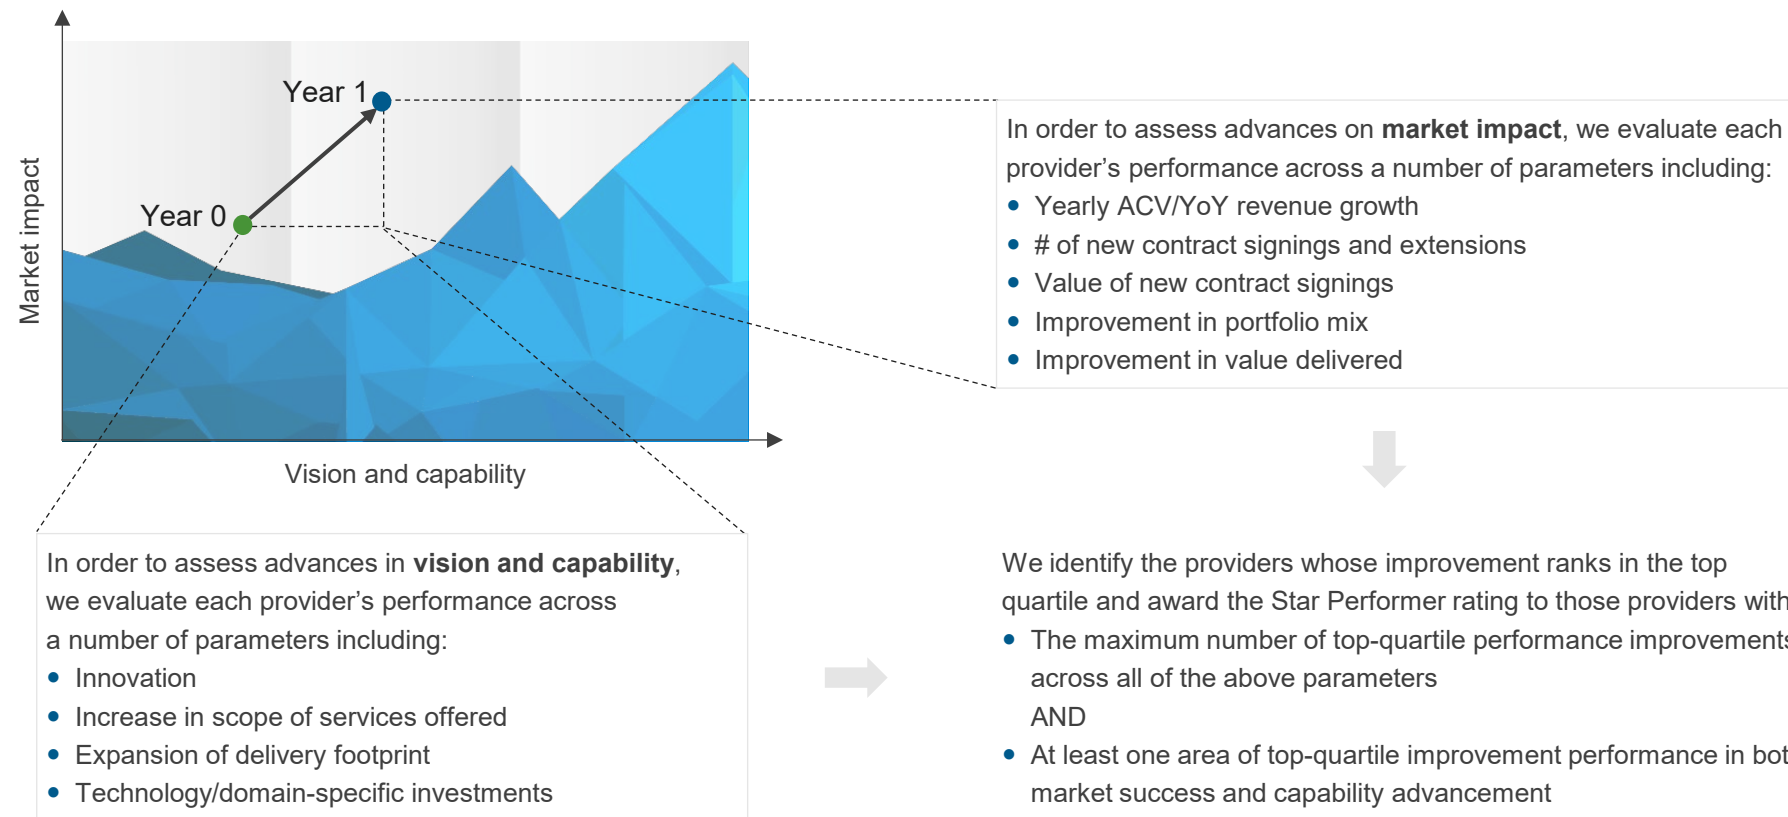 Year 1
Year 0
Market impact
Vision and capability
In order to assess advances on market impact, we evaluate each
provider’s performance across a number of parameters including:
• Yearly ACV/YoY revenue growth
• # of new contract signings and extensions
• Value of new contract signings
• Improvement in portfolio mix
• Improvement in value delivered
In order to assess advances in vision and capability,
we evaluate each provider’s performance across
a number of parameters including:
• Innovation
• Increase in scope of services offered
• Expansion of delivery footprint
• Technology/domain-specific investments
We identify the providers whose improvement ranks in the top
quartile and award the Star Performer rating to those providers with
• The maximum number of top-quartile performance improvements
across all of the above parameters
AND
• At least one area of top-quartile improvement performance in bot
market success and capability advancement